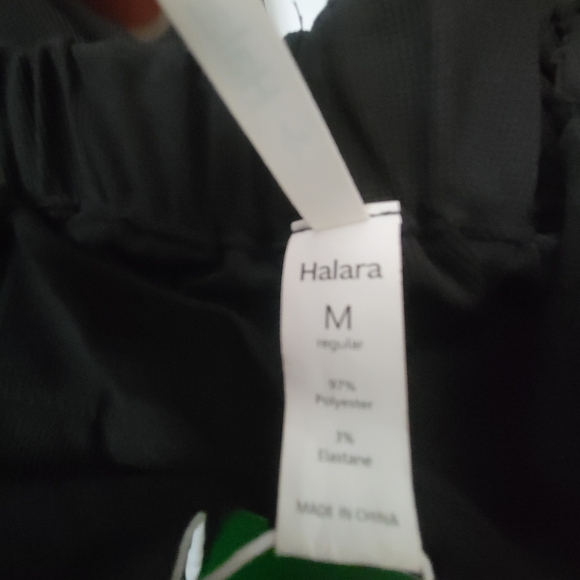 Halara
M
regular
97%
Polyester
3%
Elastane
MADE IN CHINA